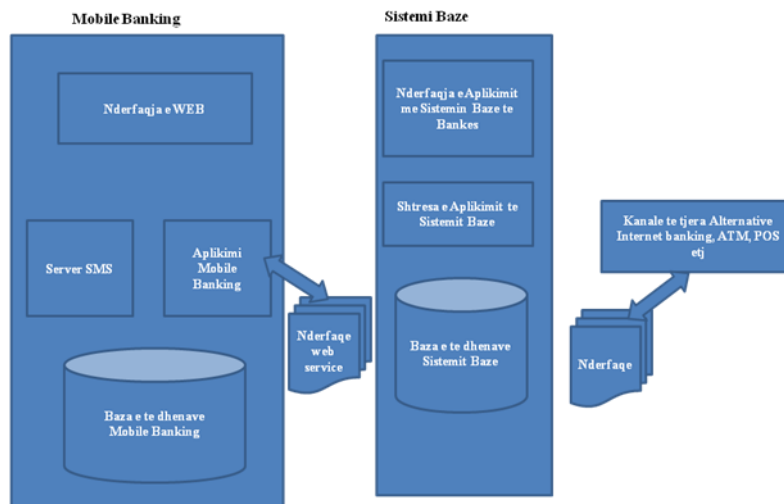 Mobile Banking
Sistemi Baze
Nderfaqja e WEB
Server SMS
Aplikimi
Mobile
Banking
Baza e te dhenave
Mobile Banking
Nderfaqe
web
service
Nderfaqja e Aplikimit
me Sistemin Baze te
Bankes
Shtresa e Aplikimit te
Sistemit Baze
Baza e te dhenave
Sistemit Baze
Nderfaqe
Kanale te tjera Alternative
Internet banking, ATM, POS
etj